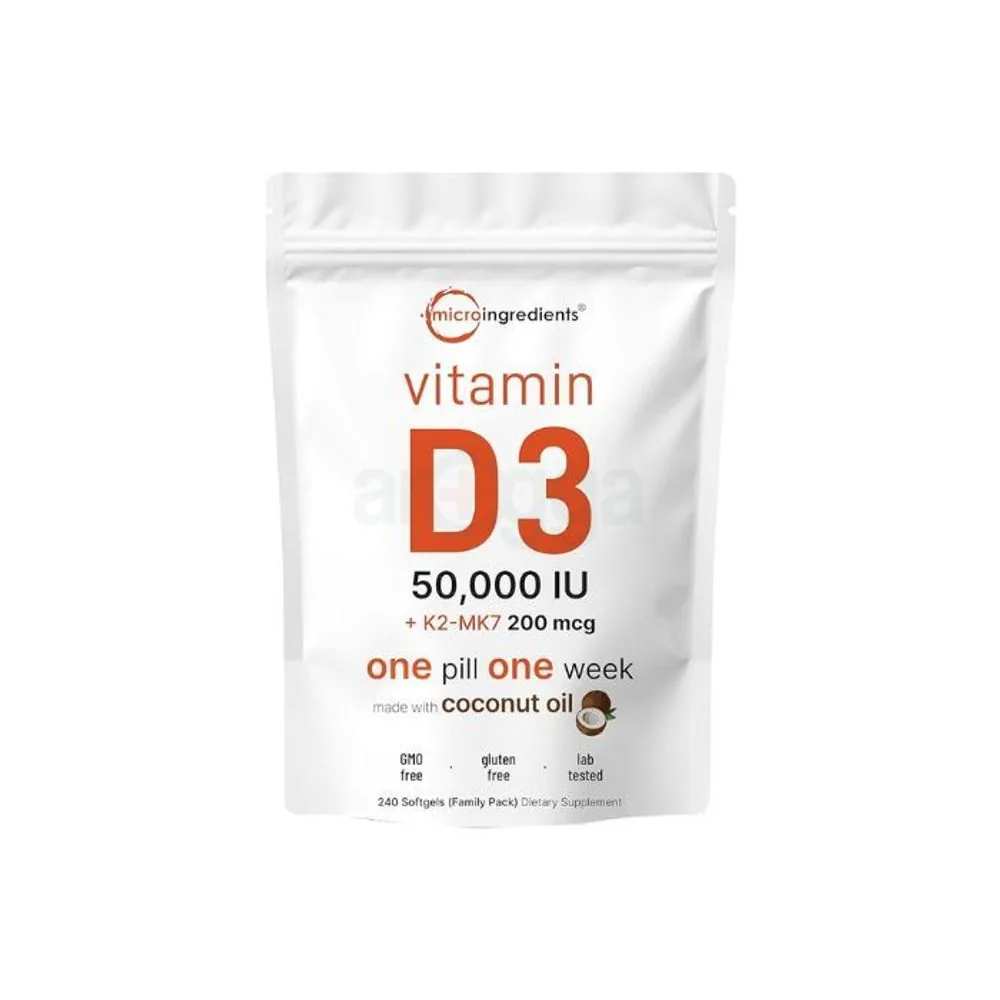 microingredients®
vitamin
D3
50,000 IU
+ K2-MK7 200 mcg
one pill one week
made with coconut oil
GMO free · gluten free · lab tested
240 Softgels (Family Pack) Dietary Supplement